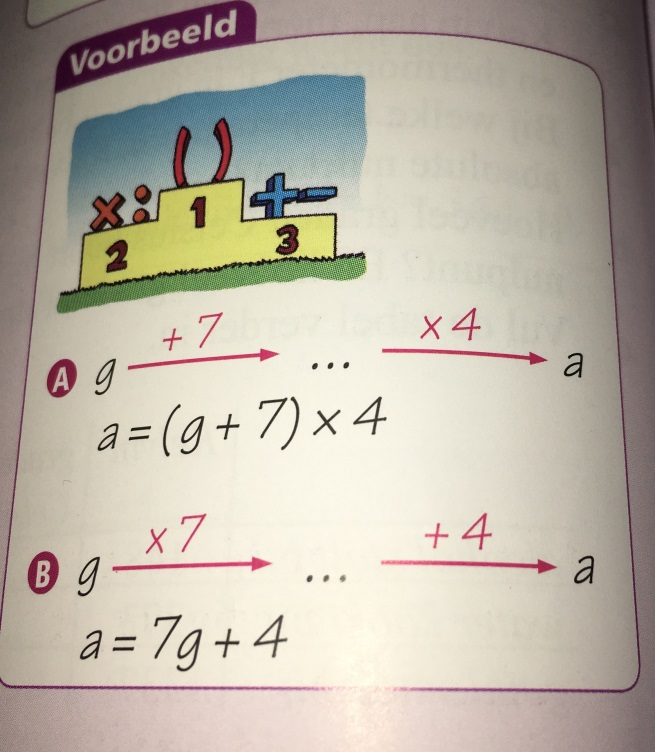 Voorbeeld
( )
× : 1 + −
2 3
+ 7 × 4
A g ... a
a = (g + 7) × 4
× 7 + 4
B g ... a
a = 7g + 4